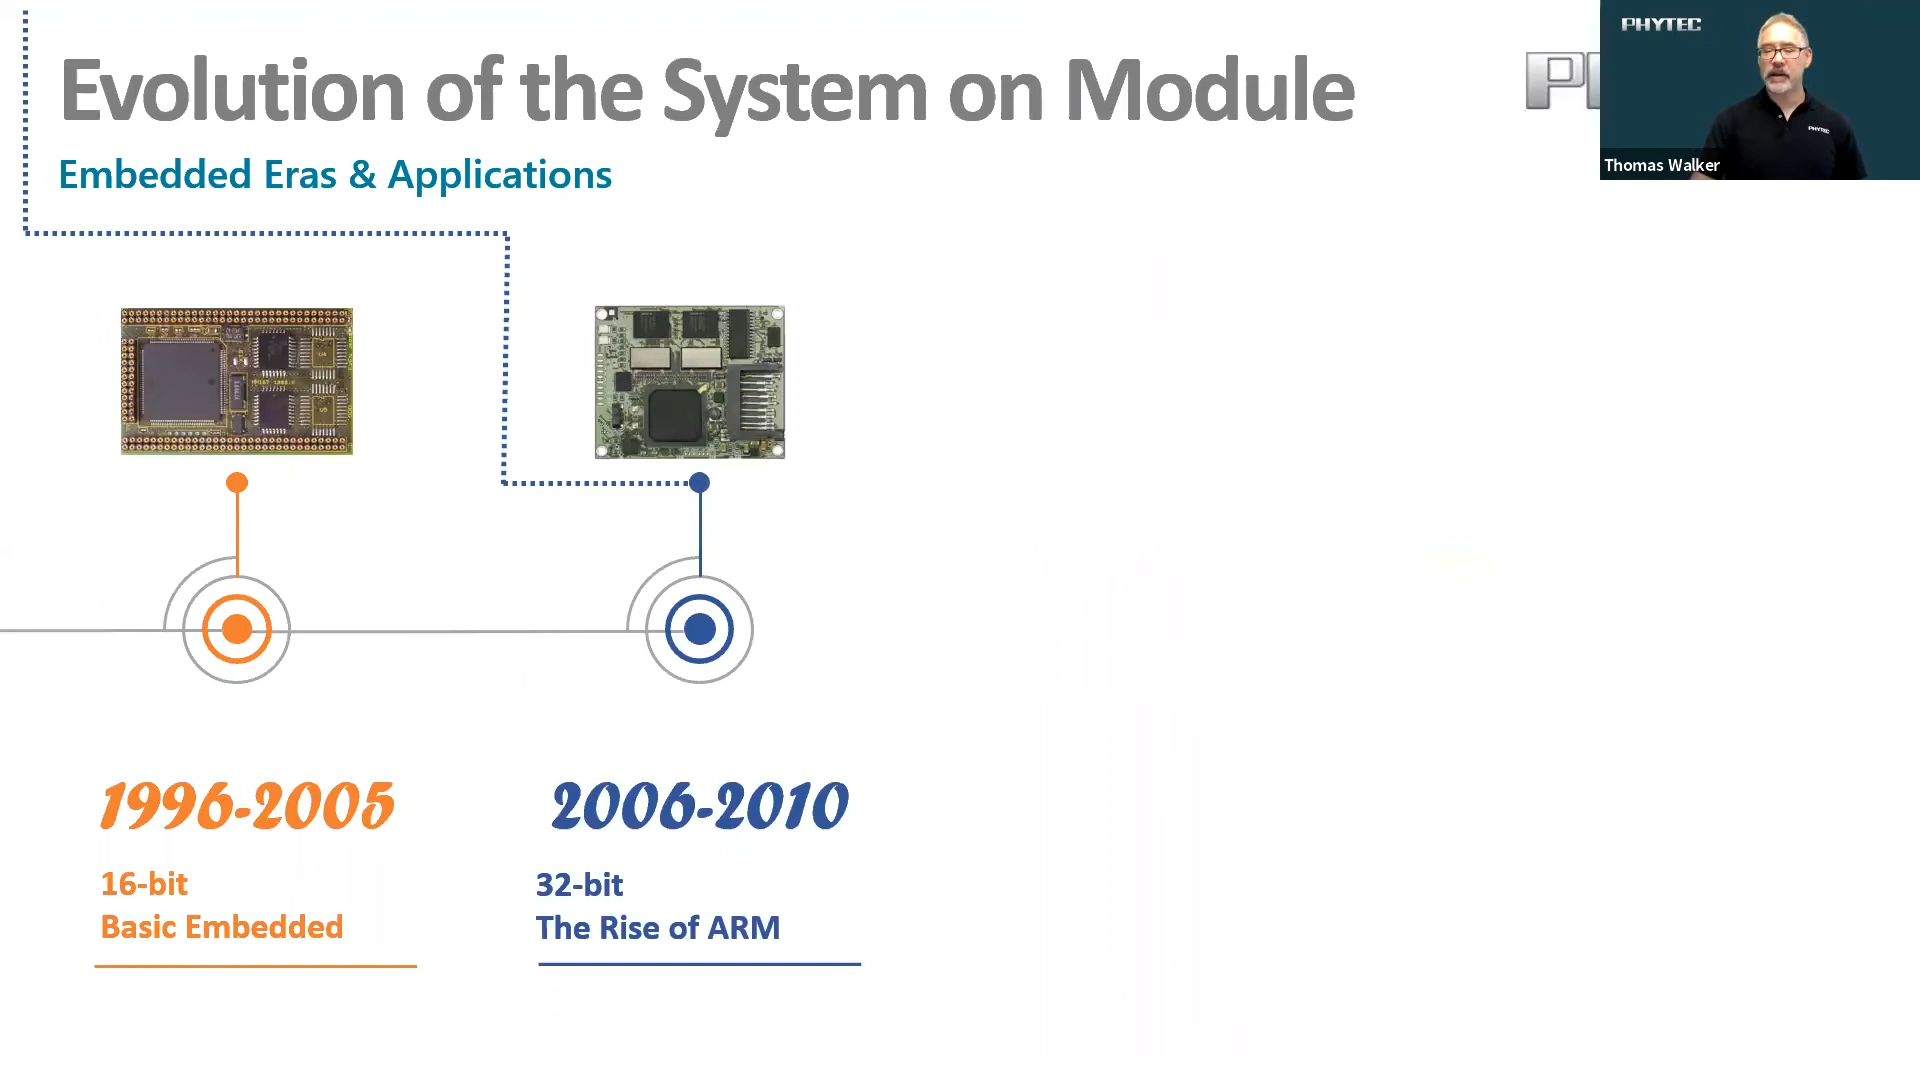 Evolution of the System on Module
Embedded Eras & Applications
PHYTEC
PHYTEC
Thomas Walker
1996-2005
16-bit
Basic Embedded
2006-2010
32-bit
The Rise of ARM